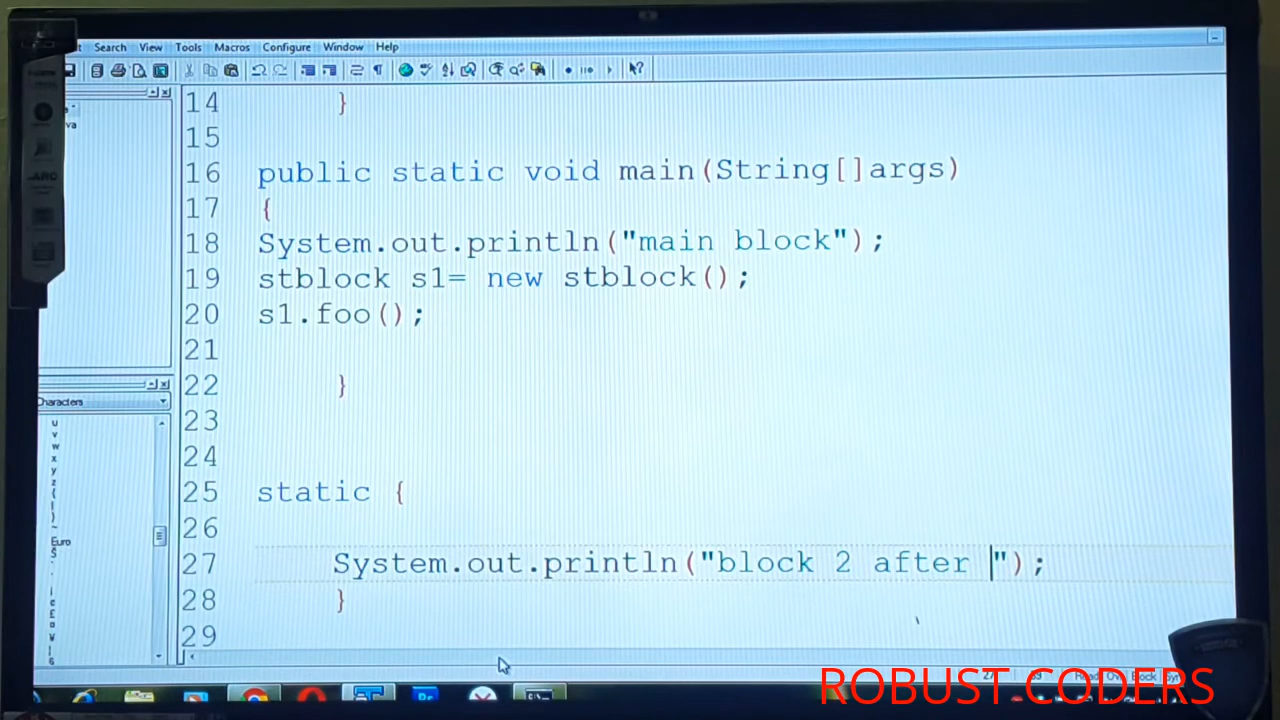 Search View Tools Macros Configure Window Help
14 }
15
16 public static void main(String[]args)
17 {
18 System.out.println("main block");
19 stblock s1= new stblock();
20 s1.foo();
21
22 }
23
24
25 static {
26
27 System.out.println("block 2 after ");
28 }
29
va
Characters
u
v
w
x
y
z
{
|
}
~
Euro
ROBUST CODERS